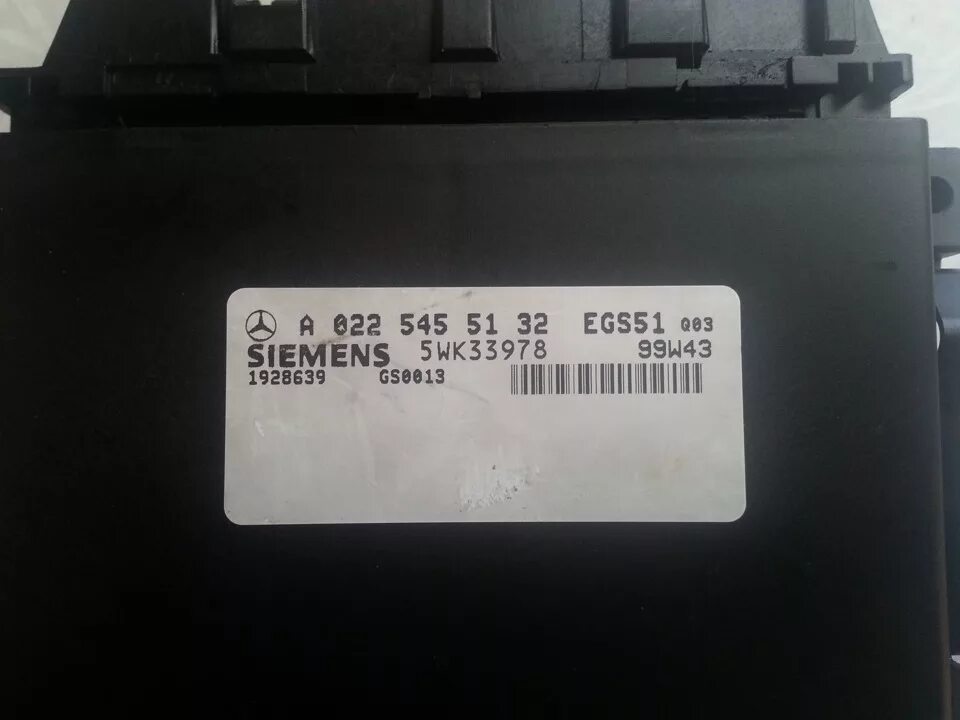 A 022 545 51 32 EGS51 Q03
SIEMENS 5WK33978 99W43
1928639 GS0013